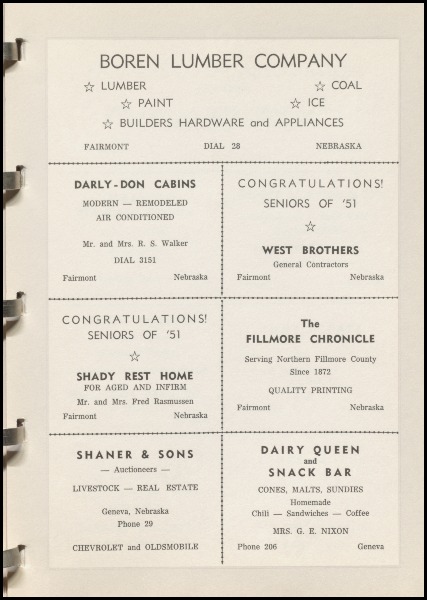 BOREN LUMBER COMPANY
☆ LUMBER ☆ COAL
☆ PAINT ☆ ICE
☆ BUILDERS HARDWARE and APPLIANCES
FAIRMONT DIAL 28 NEBRASKA
DARLY-DON CABINS
MODERN — REMODELED
AIR CONDITIONED
Mr. and Mrs. R. S. Walker
DIAL 3151
Fairmont Nebraska
CONGRATULATIONS!
SENIORS OF '51
☆
WEST BROTHERS
General Contractors
Fairmont Nebraska
CONGRATULATIONS!
SENIORS OF '51
☆
SHADY REST HOME
FOR AGED AND INFIRM
Mr. and Mrs. Fred Rasmussen
Fairmont Nebraska
The
FILLMORE CHRONICLE
Serving Northern Fillmore County
Since 1872
QUALITY PRINTING
Fairmont Nebraska
SHANER & SONS
— Auctioneers —
LIVESTOCK — REAL ESTATE
Geneva, Nebraska
Phone 29
CHEVROLET and OLDSMOBILE
DAIRY QUEEN
and
SNACK BAR
CONES, MALTS, SUNDIES
Homemade
Chili — Sandwiches — Coffee
MRS. G. E. NIXON
Phone 206 Geneva